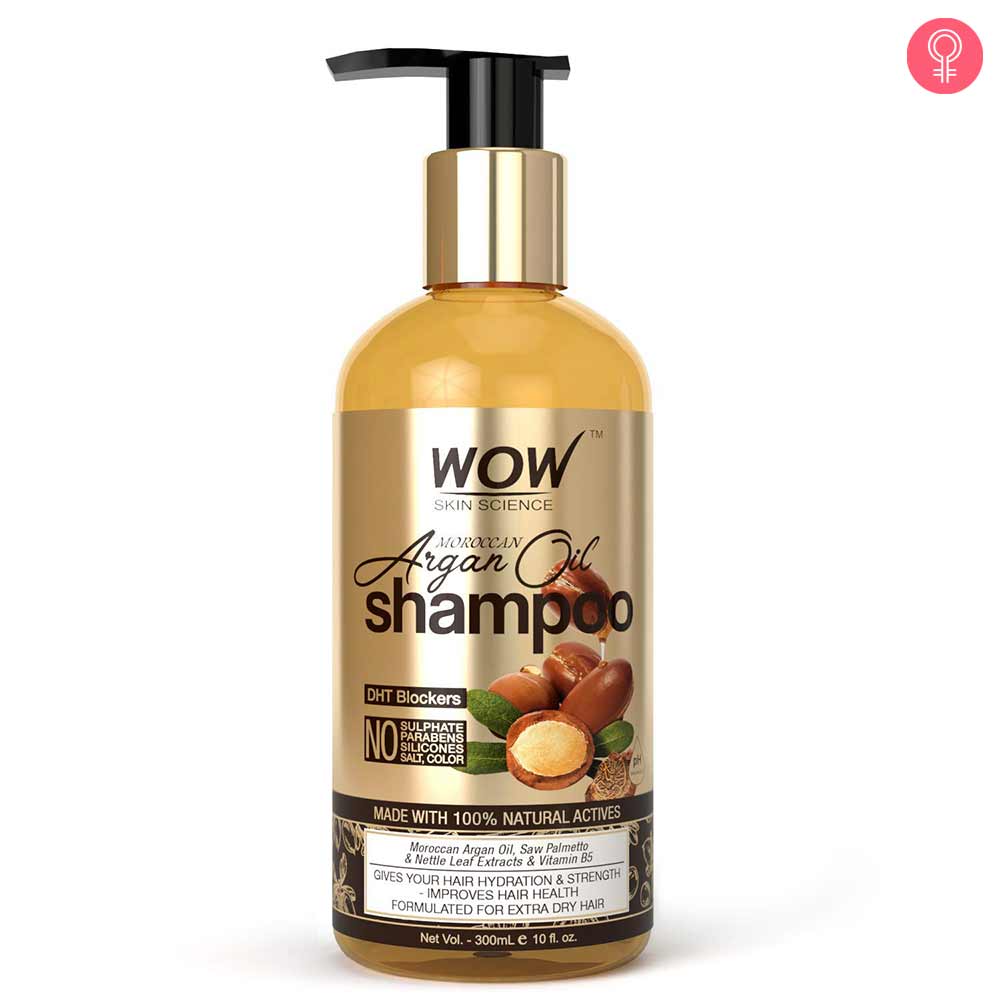 WOW™
SKIN SCIENCE
MOROCCAN
Argan Oil
shampoo
DHT Blockers
NO SULPHATE
PARABENS
SILICONES
SALT, COLOR
pH
MADE WITH 100% NATURAL ACTIVES
Moroccan Argan Oil, Saw Palmetto
& Nettle Leaf Extracts & Vitamin B5
GIVES YOUR HAIR HYDRATION & STRENGTH
- IMPROVES HAIR HEALTH
FORMULATED FOR EXTRA DRY HAIR
Net Vol. - 300mL e 10 fl. oz.